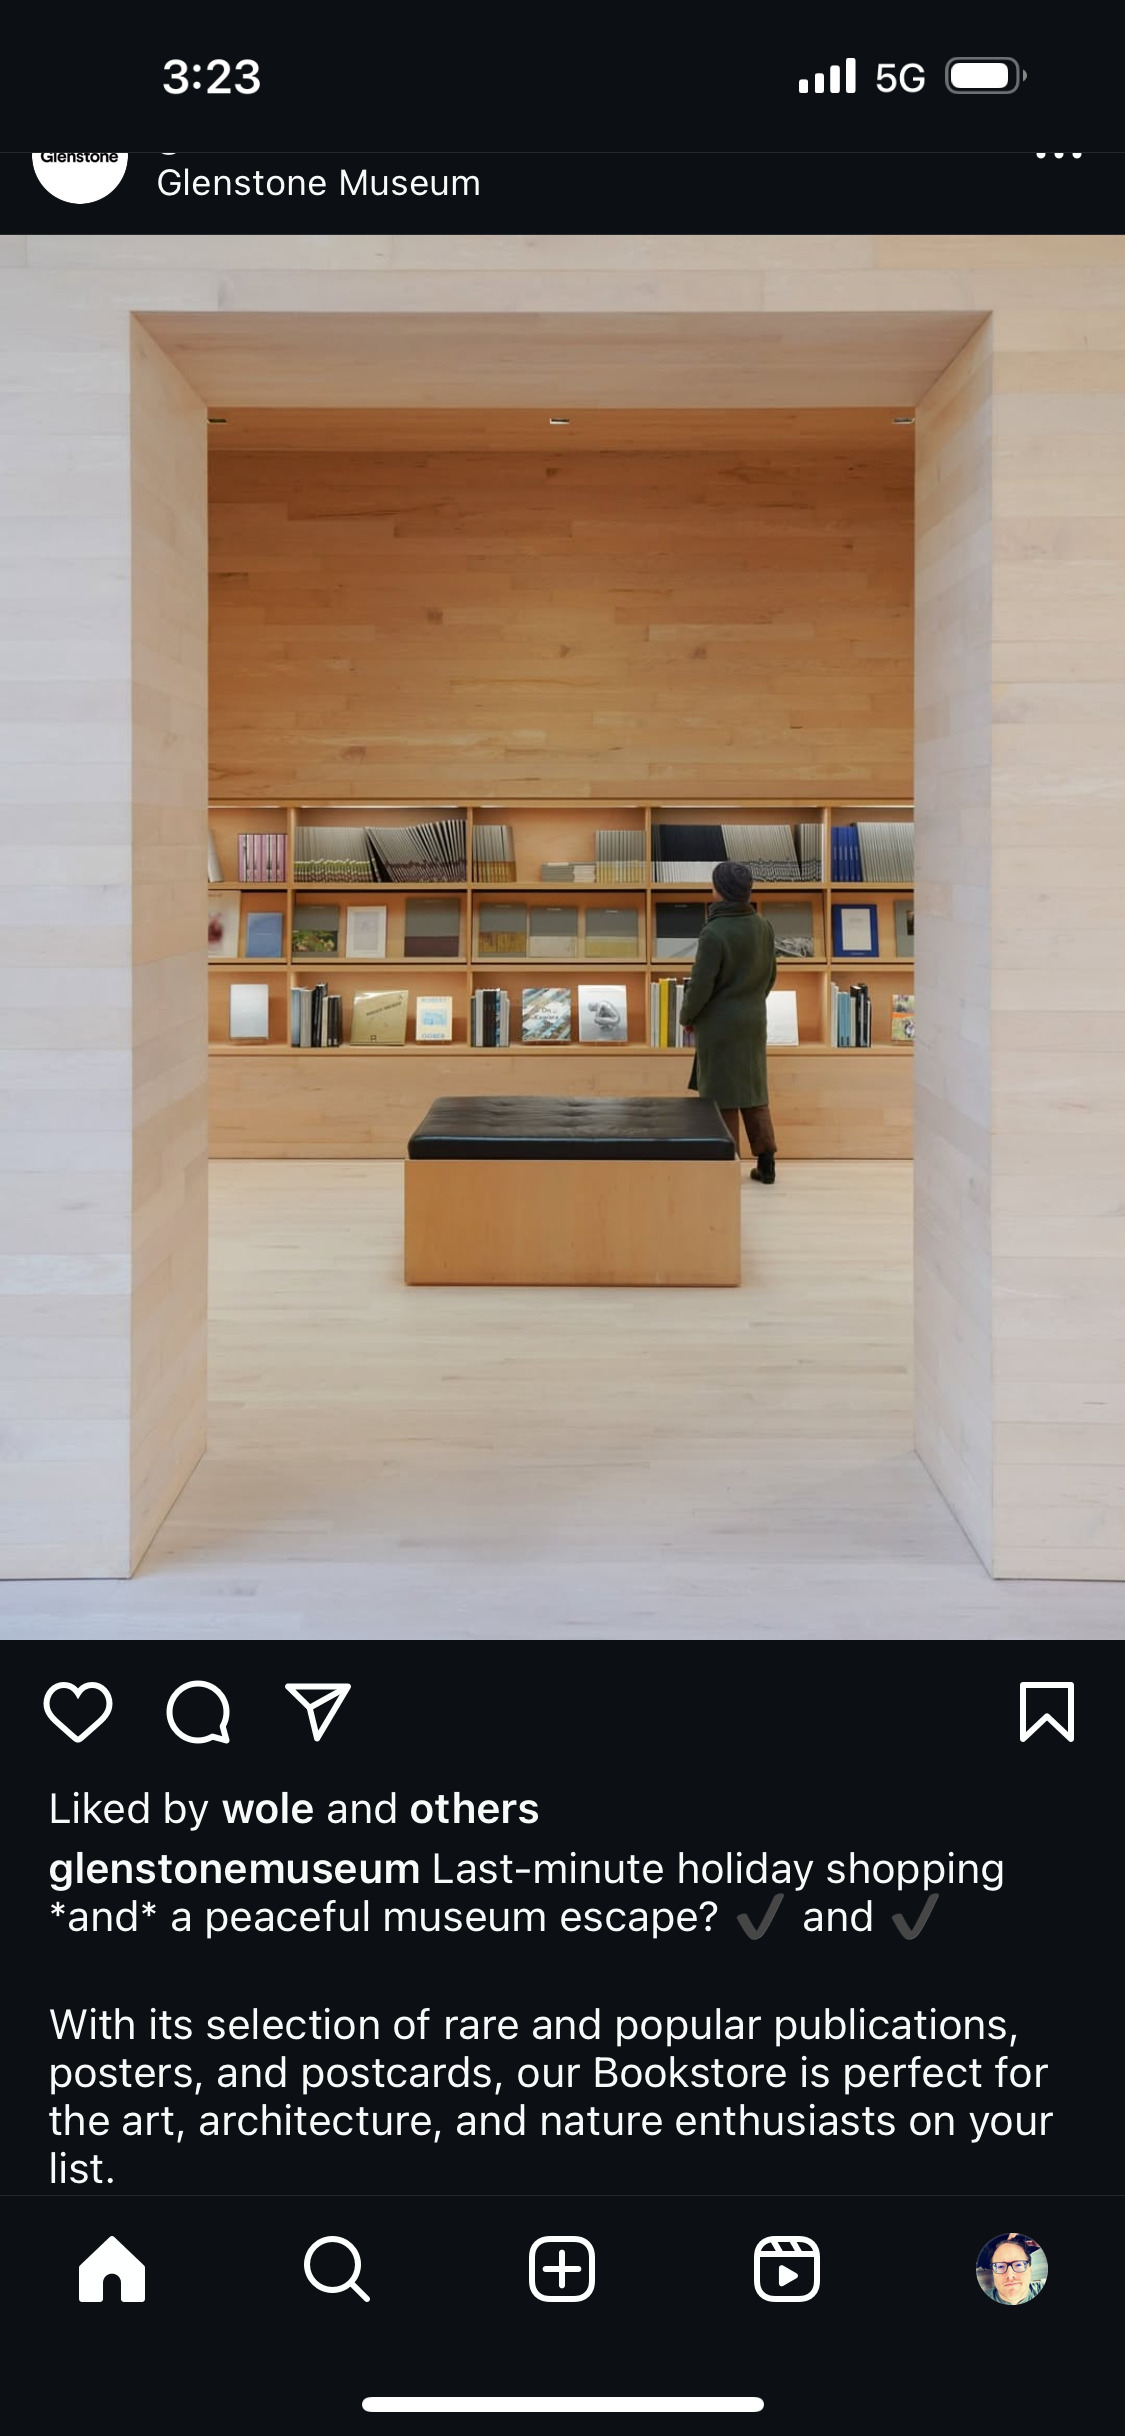 3:23
5G
Glenstone
Glenstone Museum
ROBERT
GOBER
Liked by wole and others
glenstonemuseum Last-minute holiday shopping
*and* a peaceful museum escape? ✔️ and ✔️
With its selection of rare and popular publications,
posters, and postcards, our Bookstore is perfect for
the art, architecture, and nature enthusiasts on your
list.